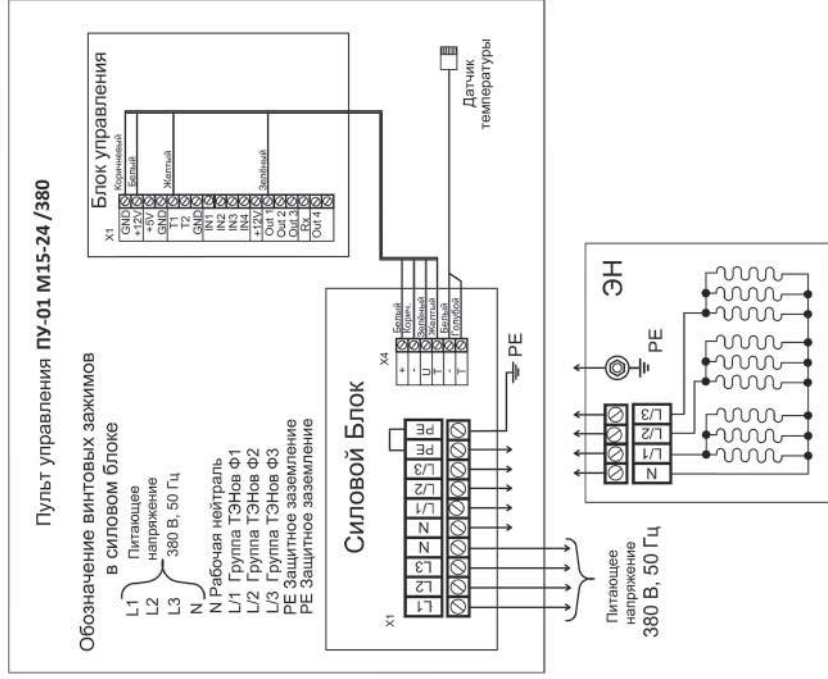 Пульт управления ПУ-01 М15-24 /380
Обозначение винтовых зажимов
в силовом блоке
L1
L2
L3
N
Питающее
напряжение
380 В, 50 Гц
N Рабочая нейтраль
L/1 Группа ТЭНов Ф1
L/2 Группа ТЭНов Ф2
L/3 Группа ТЭНов Ф3
PE Защитное заземление
PE Защитное заземление
Блок управления
X1
GND
+12V
+5V
GND
T1
T2
GND
IN1
IN2
IN3
IN4
+12V
Out 1
Out 2
Out 3
Rx
Out 4
Коричневый
Белый
Желтый
Зелёный
Датчик
температуры
Силовой Блок
X4
+
-
U
T
-
T
Белый
Корич.
Зелёный
Желтый
Белый
Голубой
X1
L1
L2
L3
N
N
L/1
L/2
L/3
PE
PE
PE
Питающее
напряжение
380 В, 50 Гц
ЭН
N
L/1
L/2
L/3
PE